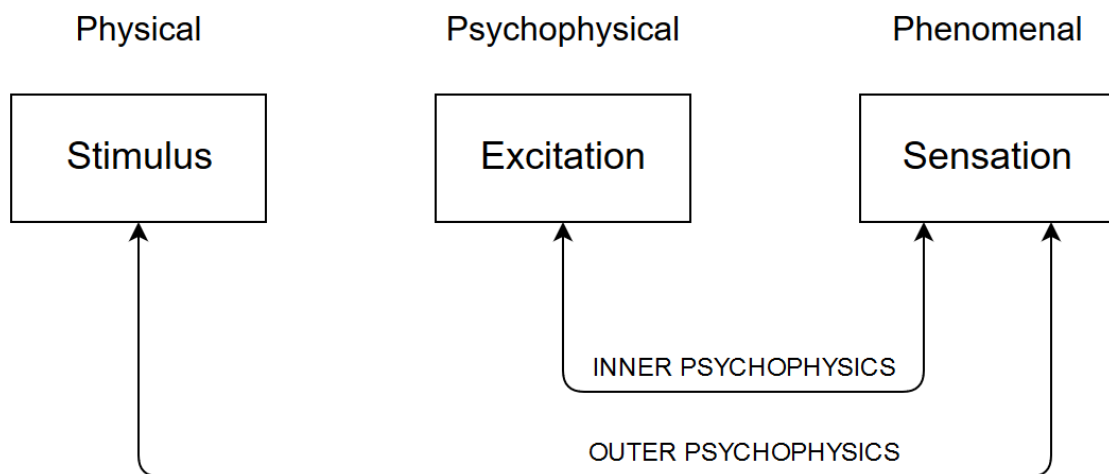 Physical
Psychophysical
Phenomenal
Stimulus
Excitation
Sensation
INNER PSYCHOPHYSICS
OUTER PSYCHOPHYSICS